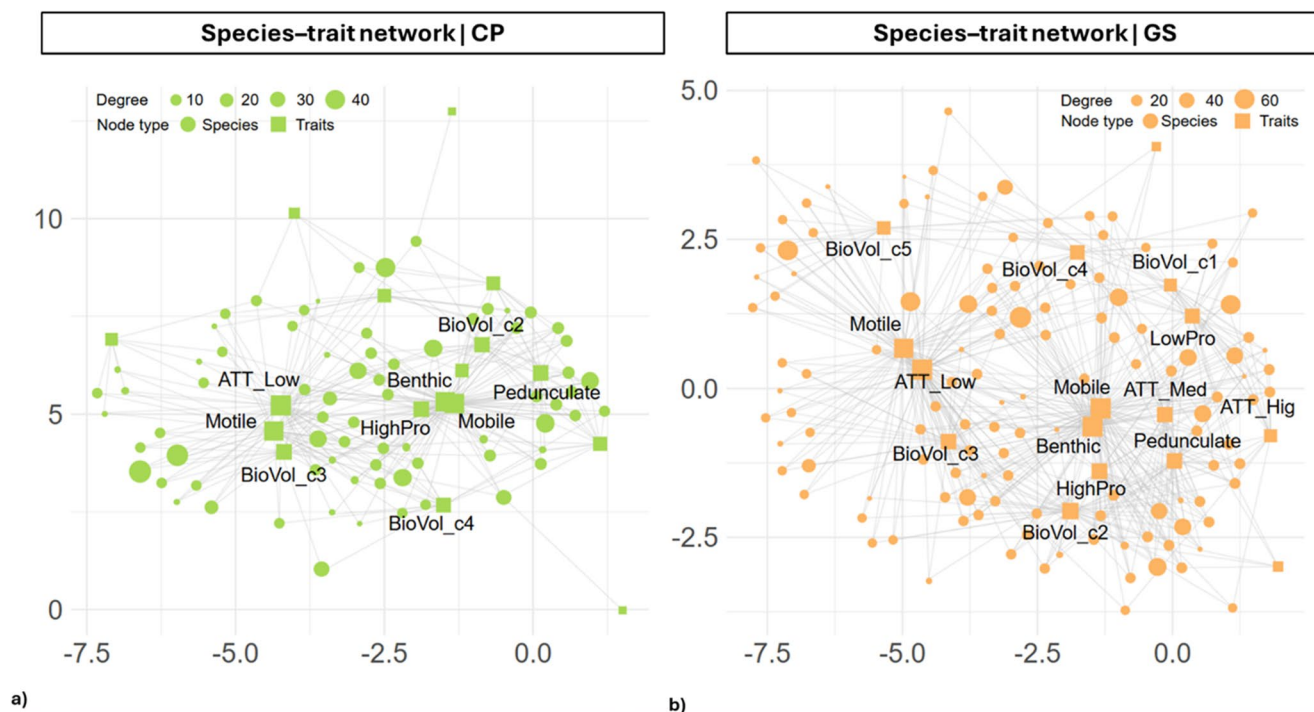 Species–trait network | CP
Degree 10 20 30 40
Node type Species Traits
10
5
0
-7.5 -5.0 -2.5 0.0
BioVol_c2
ATT_Low
Benthic
Pedunculate
Motile
HighPro
Mobile
BioVol_c3
BioVol_c4
a)
Species–trait network | GS
5.0
2.5
0.0
-2.5
-7.5 -5.0 -2.5 0.0
Degree 20 40 60
Node type Species Traits
BioVol_c5
BioVol_c4
BioVol_c1
Motile
LowPro
ATT_Low
Mobile
ATT_Med
ATT_Hig
BioVol_c3
Benthic
Pedunculate
HighPro
BioVol_c2
b)